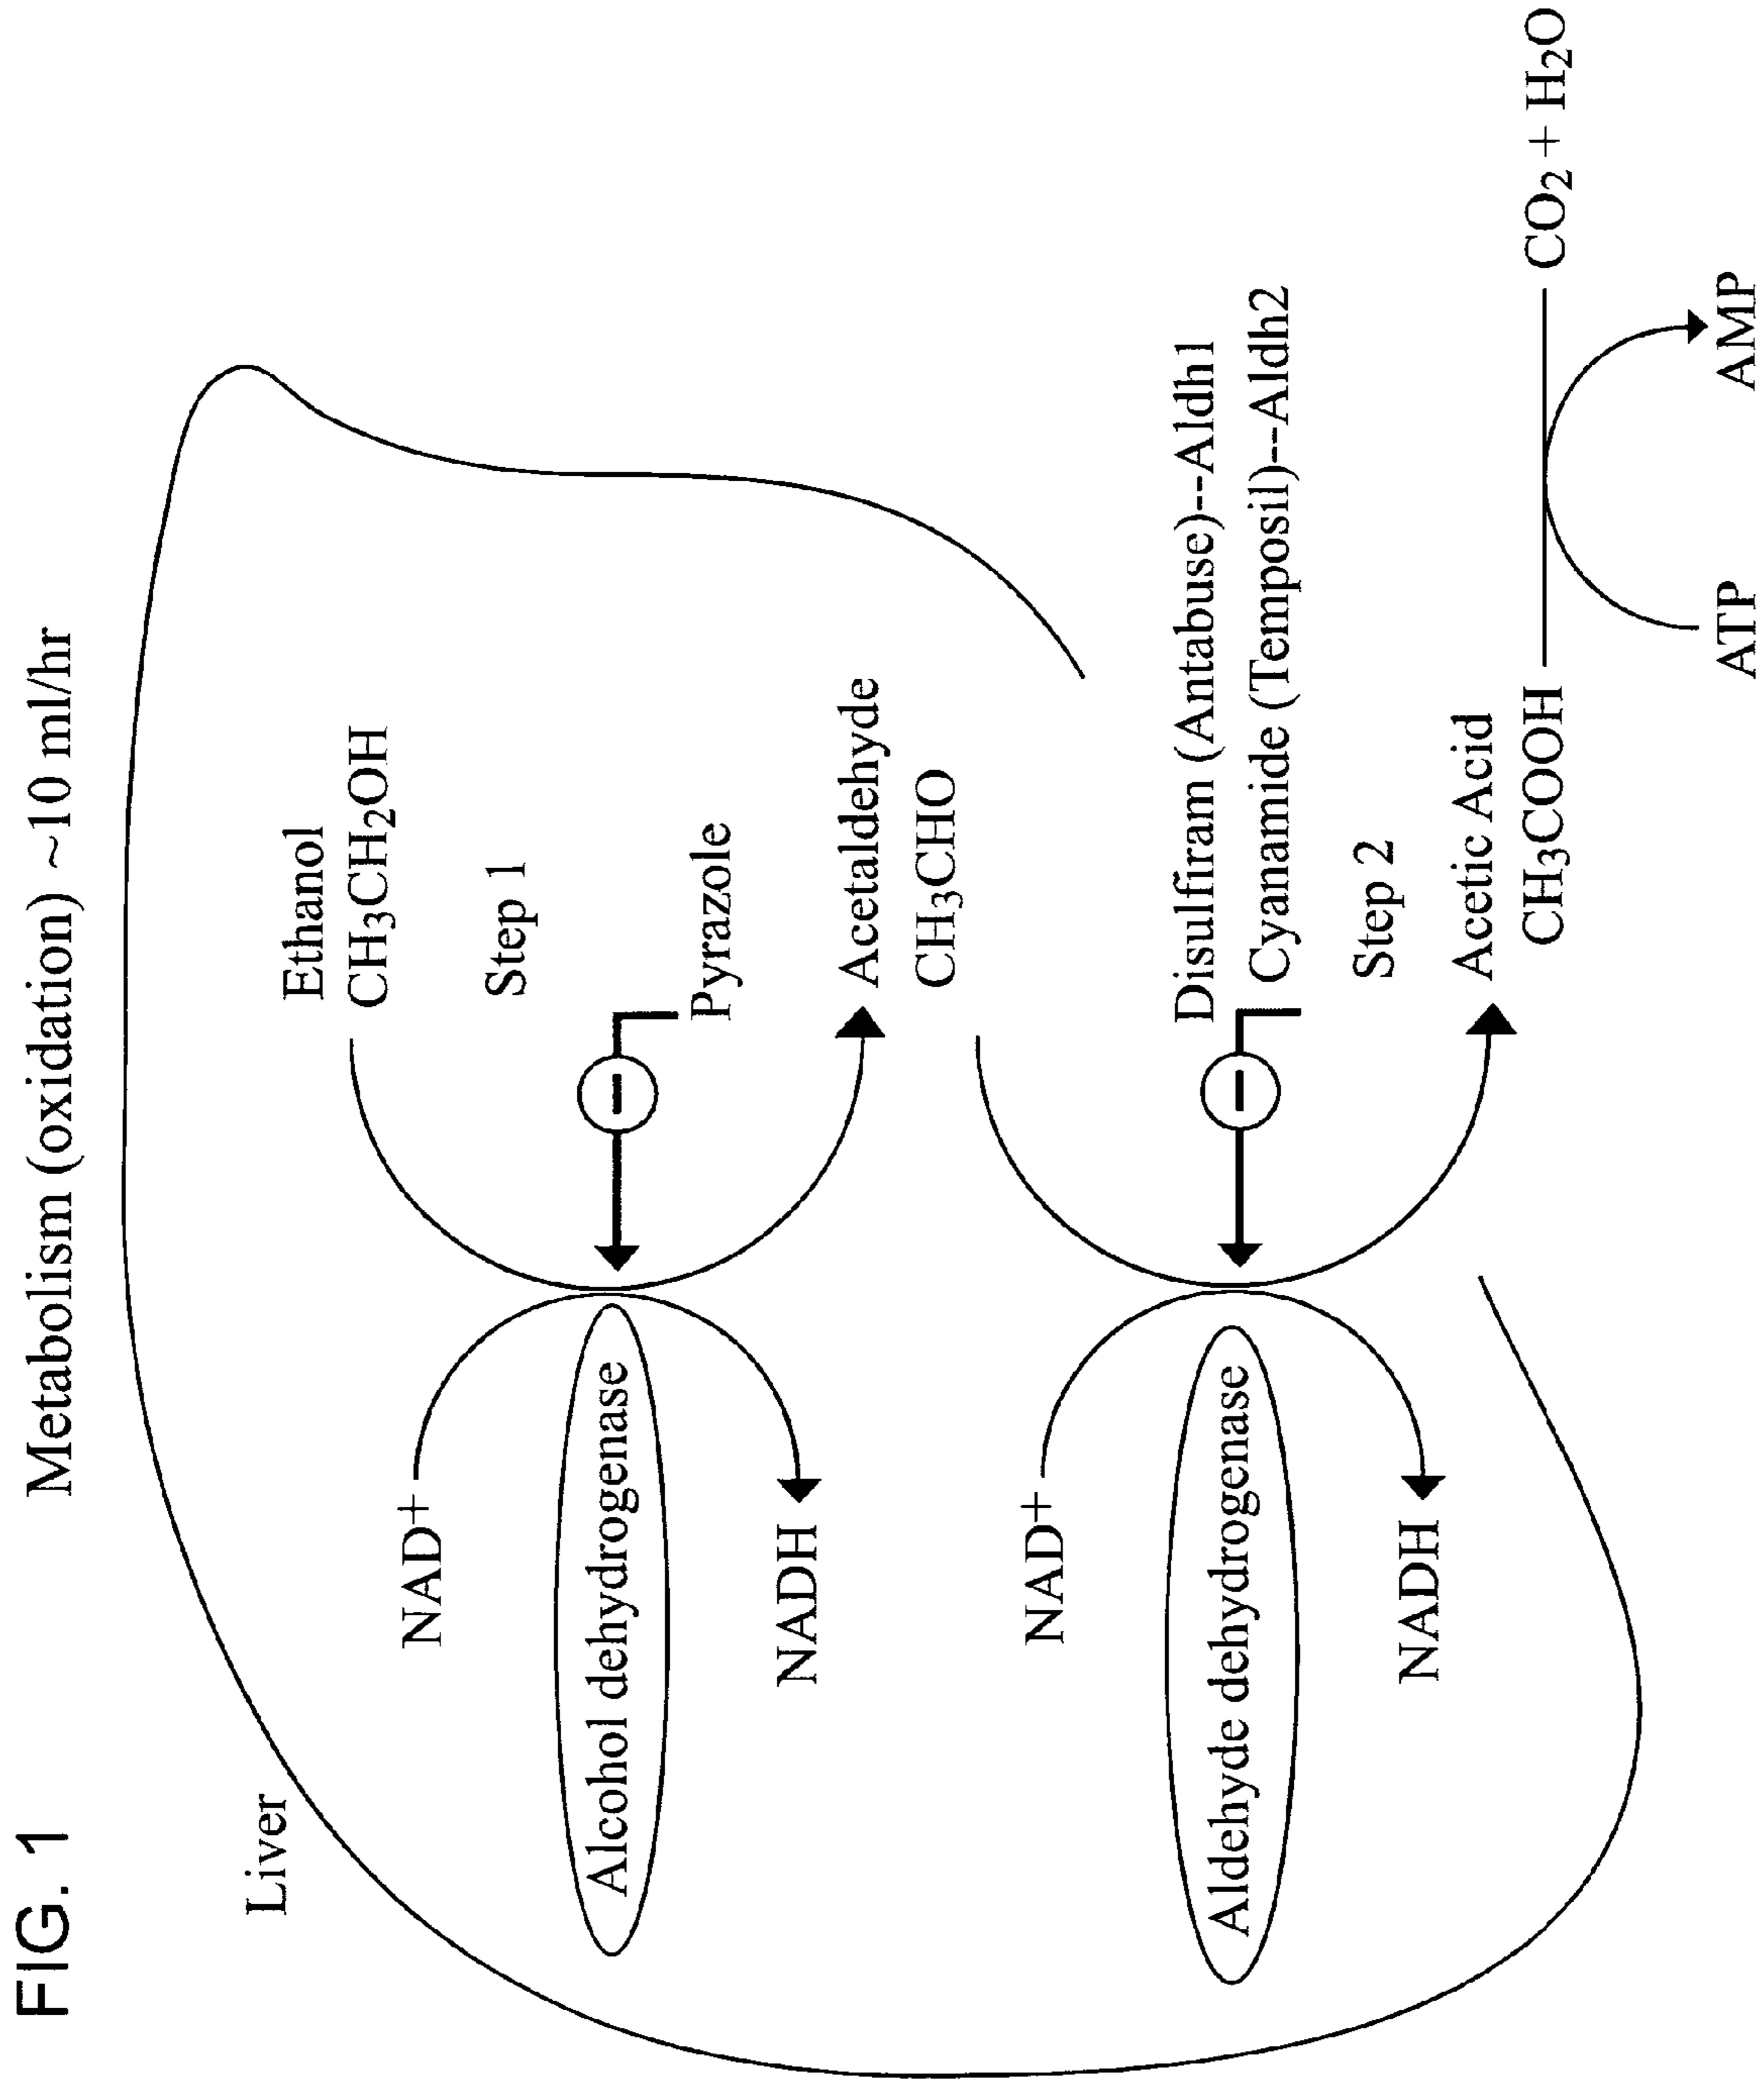 FIG. 1
Metabolism (oxidation) ~10 ml/hr
Liver
Ethanol
CH3CH2OH
NAD+
Step 1
Alcohol dehydrogenase
Pyrazole
NADH
Acetaldehyde
CH3CHO
NAD+
Disulfiram (Antabuse)---Aldh1
Aldehyde dehydrogenase
Cyanamide (Temposil)--Aldh2
Step 2
NADH
Acetic Acid
CH3COOH
CO2 + H2O
ATP
AMP